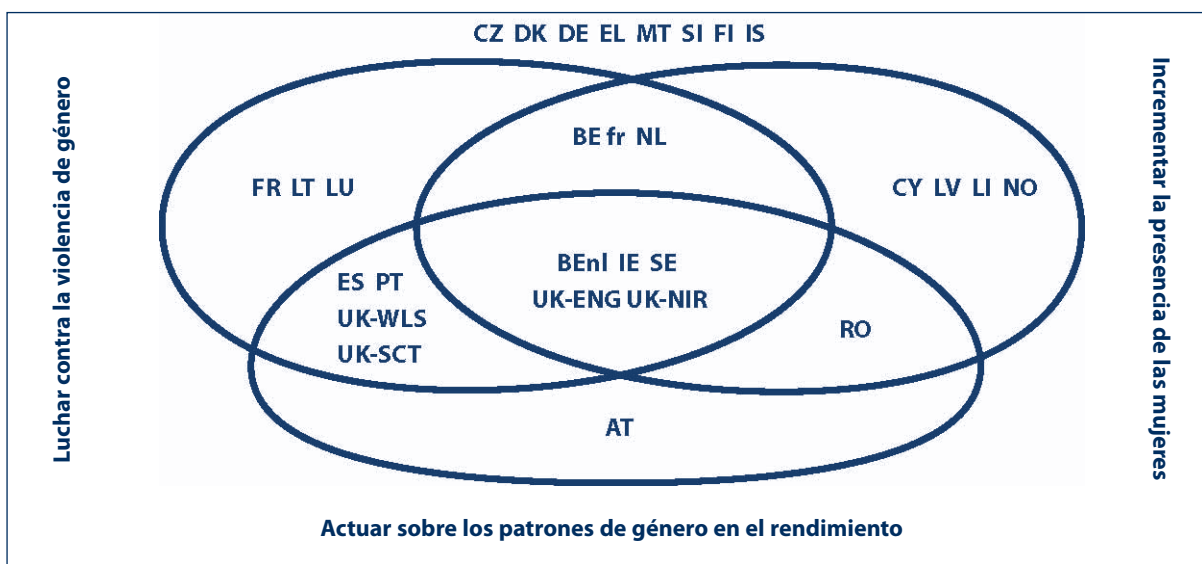 CZ DK DE EL MT SI FI IS
Luchar contra la violencia de género
Incrementar la presencia de las mujeres
BE fr NL
FR LT LU
CY LV LI NO
BEnl IE SE
UK-ENG UK-NIR
ES PT
UK-WLS
UK-SCT
RO
AT
Actuar sobre los patrones de género en el rendimiento